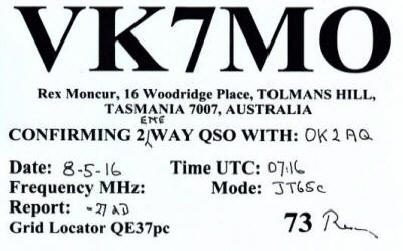 VK7MO
Rex Moncur, 16 Woodridge Place, TOLMANS HILL,
TASMANIA 7007, AUSTRALIA
EME
CONFIRMING 2 WAY QSO WITH: OK2AQ
Date: 8-5-16 Time UTC: 07:16
Frequency MHz: Mode: JT65c
Report: -27 AD
Grid Locator QE37pc 73 Rex